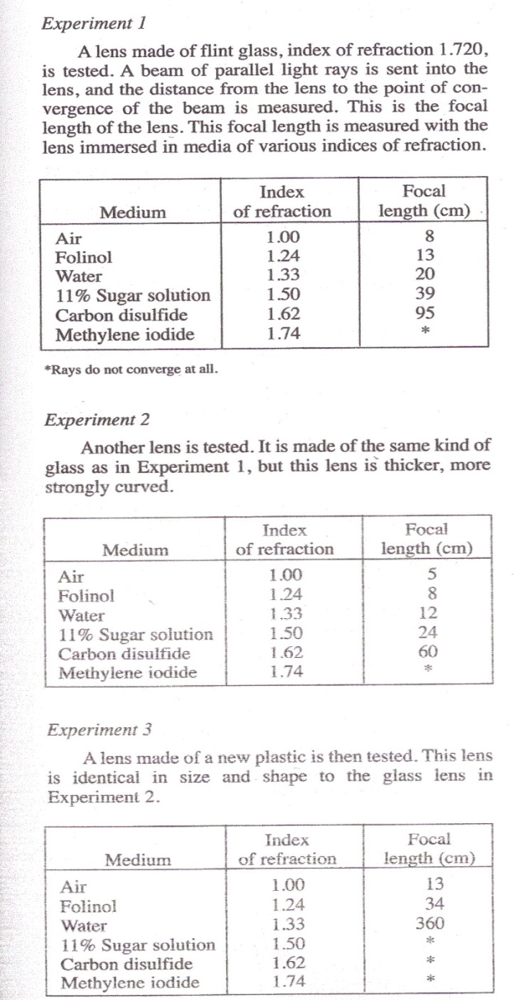 Experiment 1
A lens made of flint glass, index of refraction 1.720,
is tested. A beam of parallel light rays is sent into the
lens, and the distance from the lens to the point of con-
vergence of the beam is measured. This is the focal
length of the lens. This focal length is measured with the
lens immersed in media of various indices of refraction.
Medium Index of refraction Focal length (cm)
Air 1.00 8
Folinol 1.24 13
Water 1.33 20
11% Sugar solution 1.50 39
Carbon disulfide 1.62 95
Methylene iodide 1.74 *
*Rays do not converge at all.
Experiment 2
Another lens is tested. It is made of the same kind of
glass as in Experiment 1, but this lens is thicker, more
strongly curved.
Medium Index of refraction Focal length (cm)
Air 1.00 5
Folinol 1.24 8
Water 1.33 12
11% Sugar solution 1.50 24
Carbon disulfide 1.62 60
Methylene iodide 1.74 *
Experiment 3
A lens made of a new plastic is then tested. This lens
is identical in size and shape to the glass lens in
Experiment 2.
Medium Index of refraction Focal length (cm)
Air 1.00 13
Folinol 1.24 34
Water 1.33 360
11% Sugar solution 1.50 *
Carbon disulfide 1.62 *
Methylene iodide 1.74 *